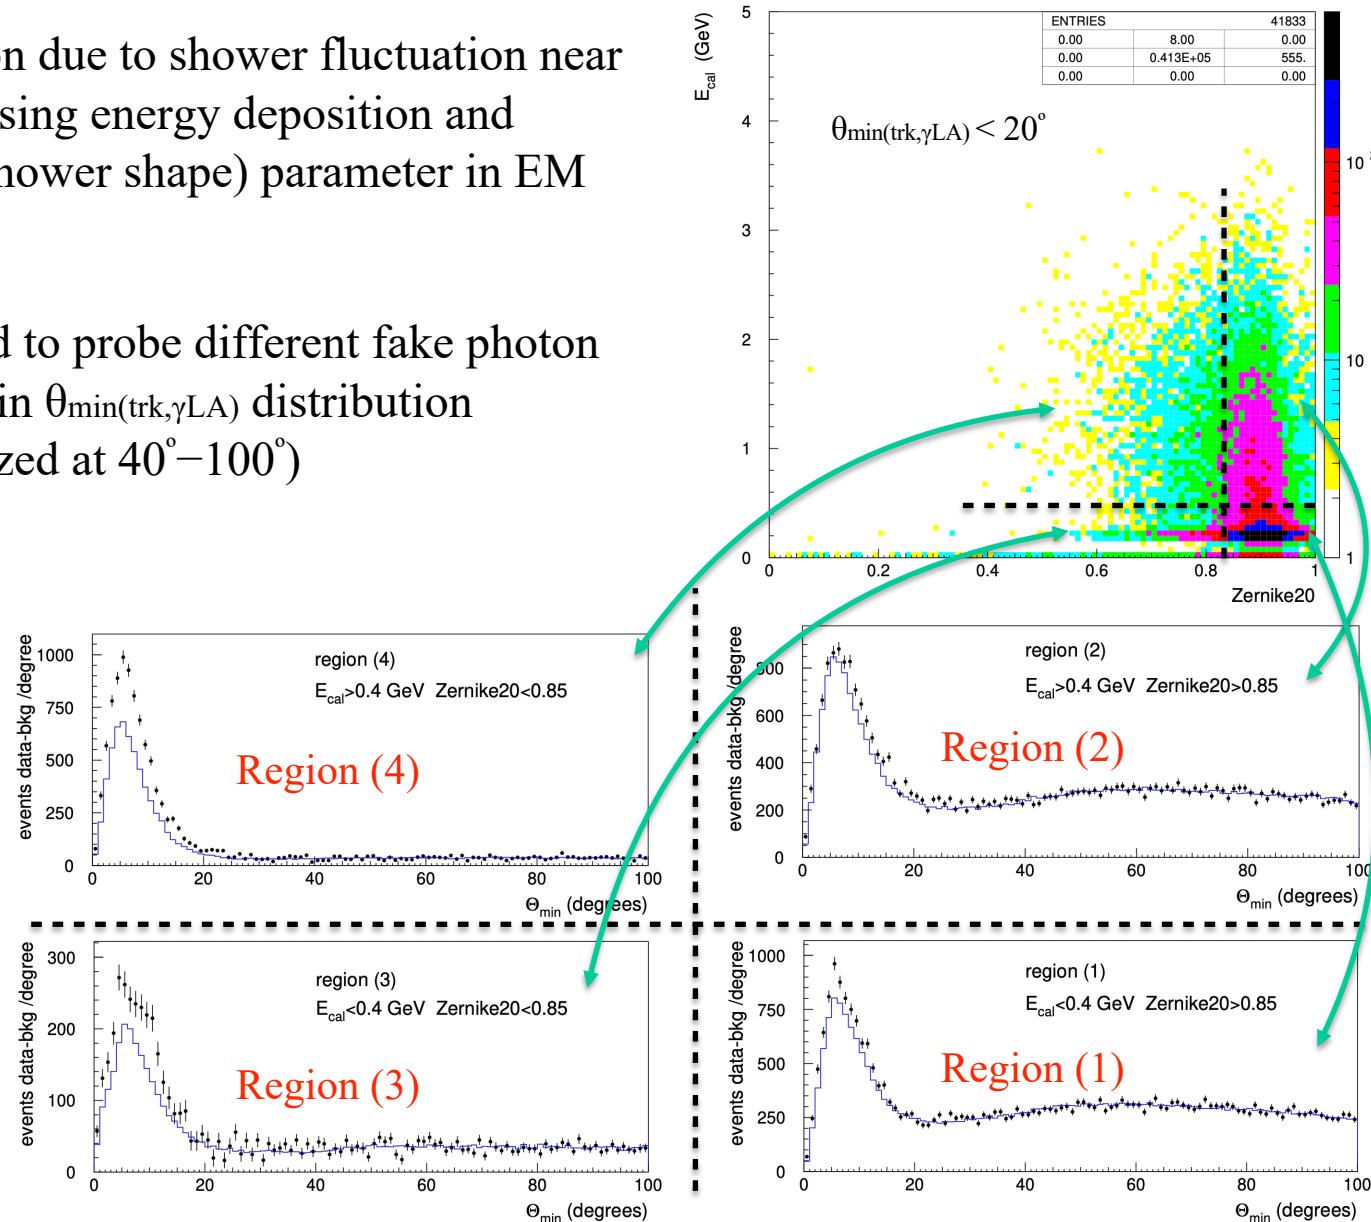 n due to shower fluctuation near
sing energy deposition and
hower shape) parameter in EM
d to probe different fake photon
in θmin(trk,γLA) distribution
zed at 40°−100°)
Ecal (GeV)
5
4
3
2
1
0
ENTRIES 41833
0.00 8.00 0.00
0.00 0.413E+05 555.
0.00 0.00 0.00
θmin(trk,γLA) < 20°
10
10
1
0 0.2 0.4 0.6 0.8 1
Zernike20
events data-bkg /degree
1000
750
500
250
0
region (4)
Ecal>0.4 GeV Zernike20<0.85
Region (4)
0 20 40 60 80 100
Θmin (degrees)
events data-bkg /degree
800
600
400
200
0
region (2)
Ecal>0.4 GeV Zernike20>0.85
Region (2)
0 20 40 60 80 100
Θmin (degrees)
events data-bkg /degree
300
200
100
0
region (3)
Ecal<0.4 GeV Zernike20<0.85
Region (3)
0 20 40 60 80 100
Θmin (degrees)
events data-bkg /degree
1000
750
500
250
0
region (1)
Ecal<0.4 GeV Zernike20>0.85
Region (1)
0 20 40 60 80 100
Θmin (degrees)